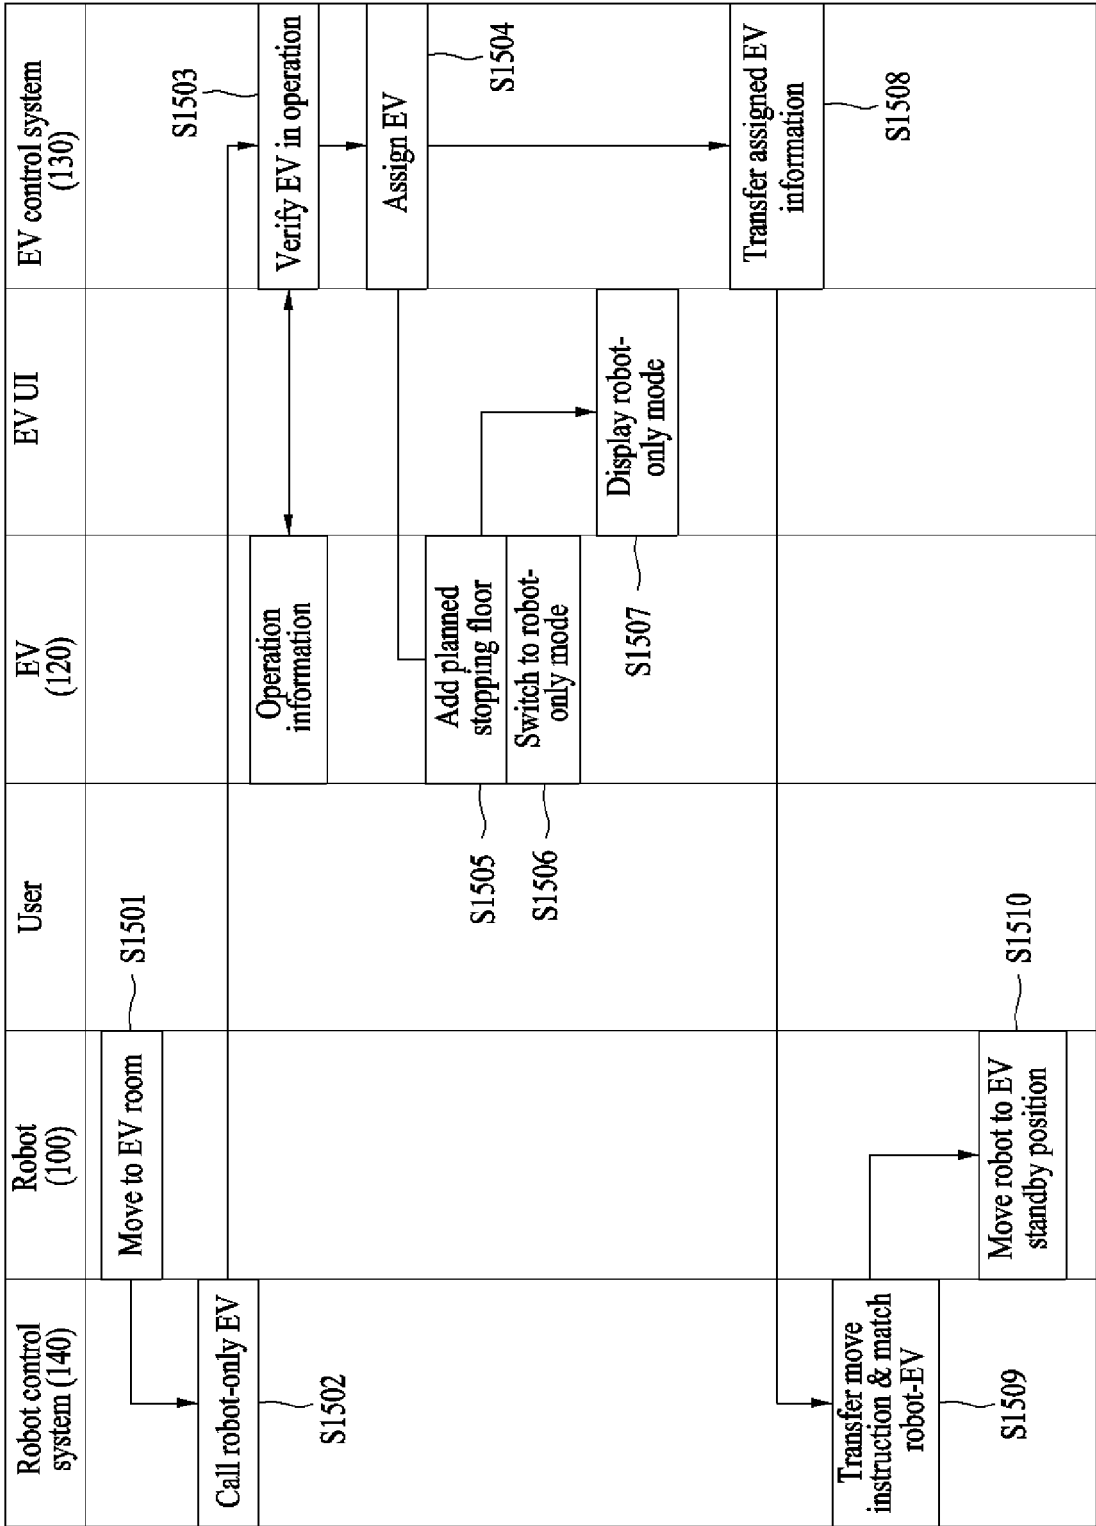 Robot control
system (140)
Robot
(100)
User
EV
(120)
EV UI
EV control system
(130)
Move to EV room
S1501
Call robot-only EV
S1502
Operation
information
Verify EV in operation
S1503
Assign EV
S1504
Add planned
stopping floor
S1505
Switch to robot-
only mode
S1506
Display robot-
only mode
S1507
Transfer assigned EV
information
S1508
Transfer move
instruction & match
robot-EV
S1509
Move robot to EV
standby position
S1510